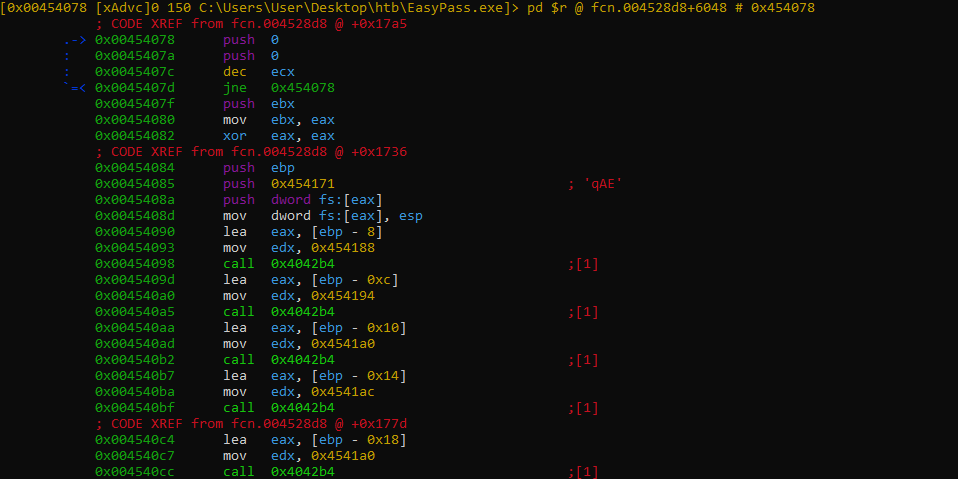 [0x00454078 [xAdvc]0 150 C:\Users\User\Desktop\htb\EasyPass.exe]> pd $r @ fcn.004528d8+6048 # 0x454078
; CODE XREF from fcn.004528d8 @ +0x17a5
.-> 0x00454078 push 0
: 0x0045407a push 0
: 0x0045407c dec ecx
`=< 0x0045407d jne 0x454078
0x0045407f push ebx
0x00454080 mov ebx, eax
0x00454082 xor eax, eax
; CODE XREF from fcn.004528d8 @ +0x1736
0x00454084 push ebp
0x00454085 push 0x454171 ; 'qAE'
0x0045408a push dword fs:[eax]
0x0045408d mov dword fs:[eax], esp
0x00454090 lea eax, [ebp - 8]
0x00454093 mov edx, 0x454188
0x00454098 call 0x4042b4 ;[1]
0x0045409d lea eax, [ebp - 0xc]
0x004540a0 mov edx, 0x454194
0x004540a5 call 0x4042b4 ;[1]
0x004540aa lea eax, [ebp - 0x10]
0x004540ad mov edx, 0x4541a0
0x004540b2 call 0x4042b4 ;[1]
0x004540b7 lea eax, [ebp - 0x14]
0x004540ba mov edx, 0x4541ac
0x004540bf call 0x4042b4 ;[1]
; CODE XREF from fcn.004528d8 @ +0x177d
0x004540c4 lea eax, [ebp - 0x18]
0x004540c7 mov edx, 0x4541a0
0x004540cc call 0x4042b4 ;[1]